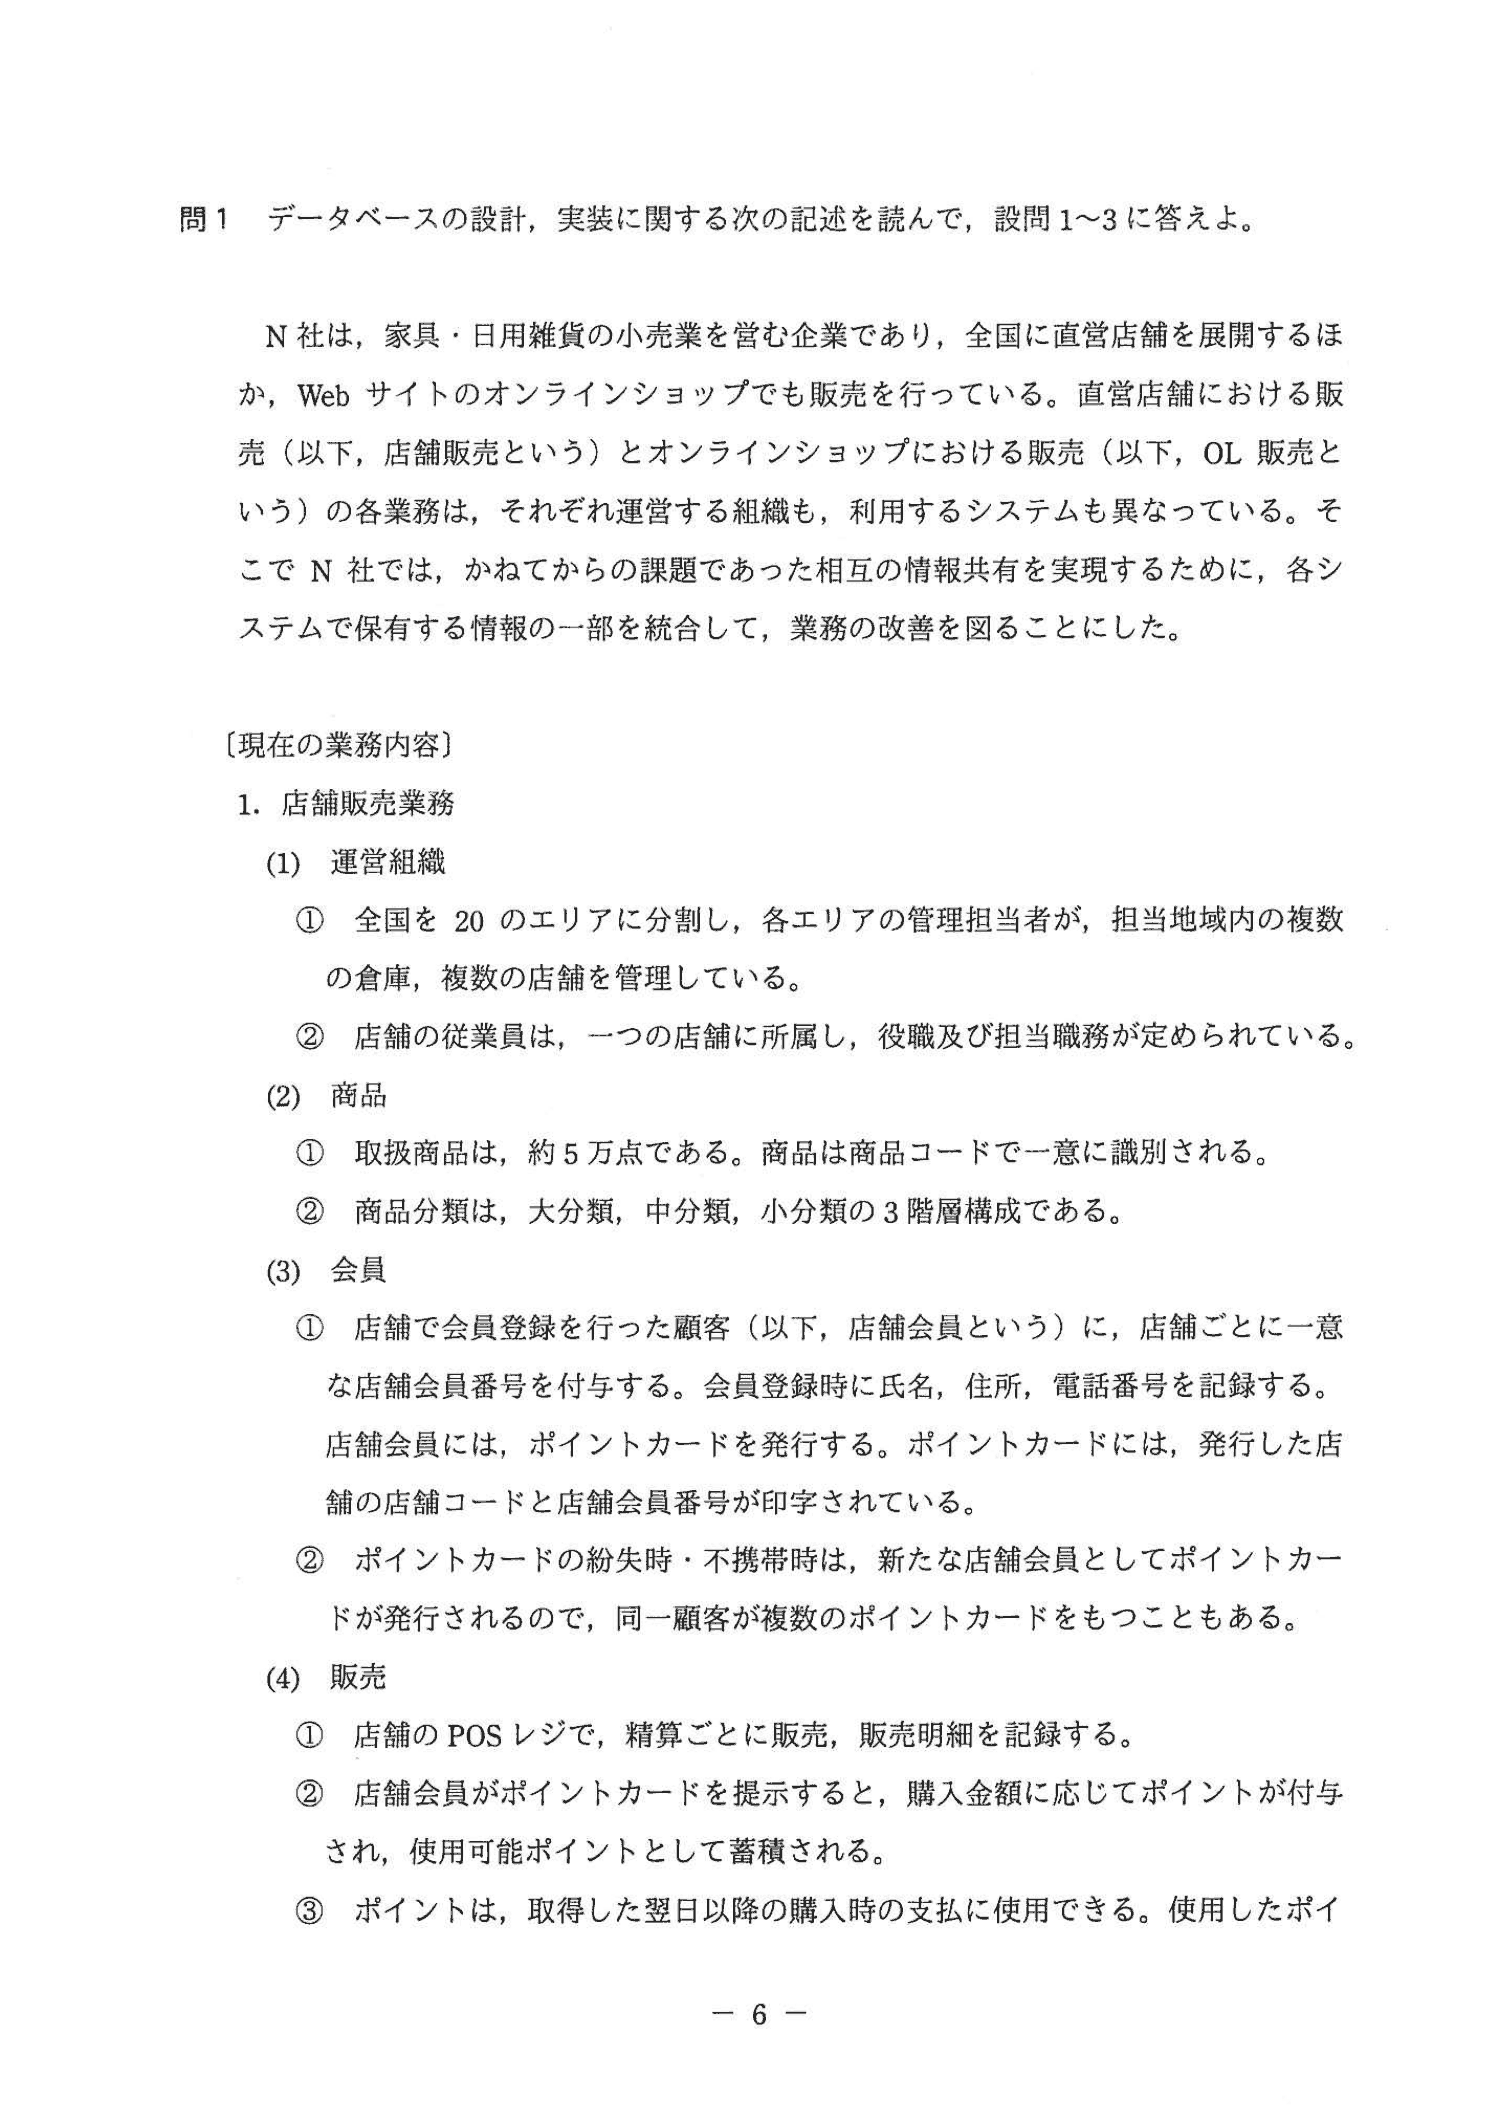 問1　データベースの設計，実装に関する次の記述を読んで，設問1～3に答えよ。
N社は，家具・日用雑貨の小売業を営む企業であり，全国に直営店舗を展開するほ
か，Web サイトのオンラインショップでも販売を行っている。直営店舗における販
売（以下，店舗販売という）とオンラインショップにおける販売（以下，OL 販売と
いう）の各業務は，それぞれ運営する組織も，利用するシステムも異なっている。そ
こで N 社では，かねてからの課題であった相互の情報共有を実現するために，各シ
ステムで保有する情報の一部を統合して，業務の改善を図ることにした。
〔現在の業務内容〕
1．店舗販売業務
(1)　運営組織
①　全国を 20 のエリアに分割し，各エリアの管理担当者が，担当地域内の複数
の倉庫，複数の店舗を管理している。
②　店舗の従業員は，一つの店舗に所属し，役職及び担当職務が定められている。
(2)　商品
①　取扱商品は，約5万点である。商品は商品コードで一意に識別される。
②　商品分類は，大分類，中分類，小分類の3階層構成である。
(3)　会員
①　店舗で会員登録を行った顧客（以下，店舗会員という）に，店舗ごとに一意
な店舗会員番号を付与する。会員登録時に氏名，住所，電話番号を記録する。
店舗会員には，ポイントカードを発行する。ポイントカードには，発行した店
舗の店舗コードと店舗会員番号が印字されている。
②　ポイントカードの紛失時・不携帯時は，新たな店舗会員としてポイントカー
ドが発行されるので，同一顧客が複数のポイントカードをもつこともある。
(4)　販売
①　店舗の POS レジで，精算ごとに販売，販売明細を記録する。
②　店舗会員がポイントカードを提示すると，購入金額に応じてポイントが付与
され，使用可能ポイントとして蓄積される。
③　ポイントは，取得した翌日以降の購入時の支払に使用できる。使用したポイ
－ 6 －